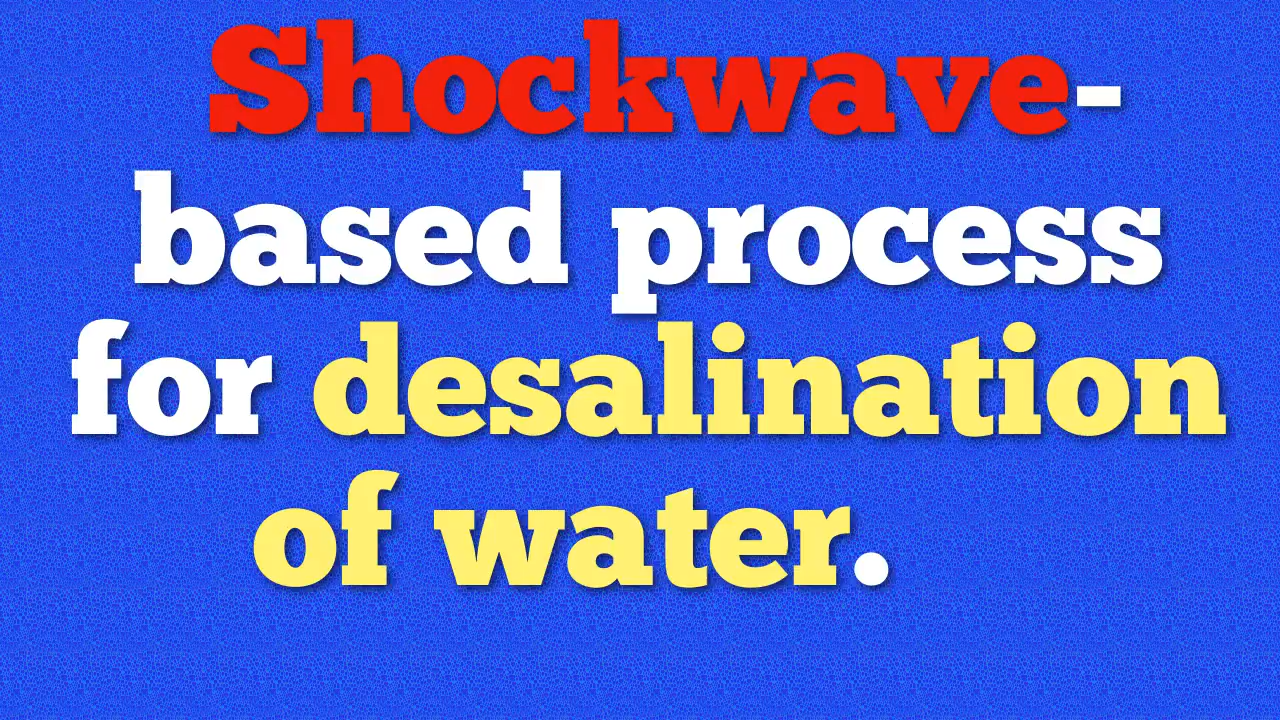 Shockwave-
based process
for desalination
of water.